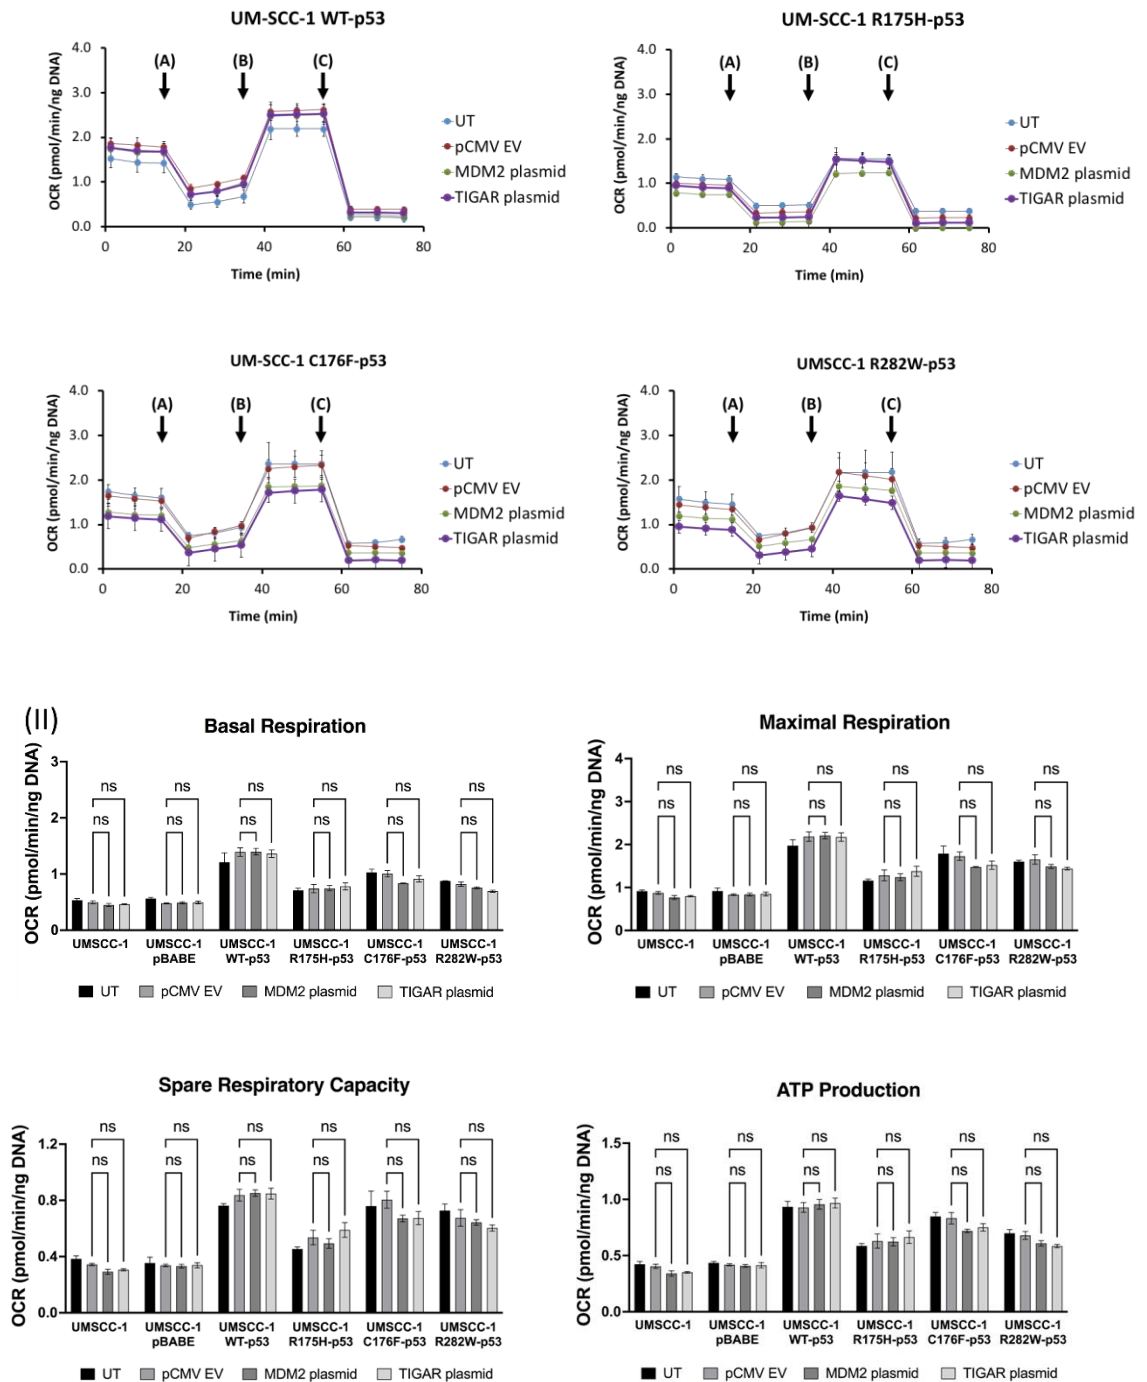 UM-SCC-1 WT-p53
OCR (pmol/min/ng DNA)
4.0
3.0
2.0
1.0
0.0
(A)
(B)
(C)
0
20
40
60
80
Time (min)
UT
pCMV EV
MDM2 plasmid
TIGAR plasmid
UM-SCC-1 R175H-p53
OCR (pmol/min/ng DNA)
4.0
3.0
2.0
1.0
0.0
(A)
(B)
(C)
0
20
40
60
80
Time (min)
UT
pCMV EV
MDM2 plasmid
TIGAR plasmid
UM-SCC-1 C176F-p53
OCR (pmol/min/ng DNA)
4.0
3.0
2.0
1.0
0.0
(A)
(B)
(C)
0
20
40
60
80
Time (min)
UT
pCMV EV
MDM2 plasmid
TIGAR plasmid
UMSCC-1 R282W-p53
OCR (pmol/min/ng DNA)
4.0
3.0
2.0
1.0
0.0
(A)
(B)
(C)
0
20
40
60
80
Time (min)
UT
pCMV EV
MDM2 plasmid
TIGAR plasmid
(II)
Basal Respiration
OCR (pmol/min/ng DNA)
3
2
1
0
ns ns ns ns ns ns
ns ns ns ns ns ns
UMSCC-1 UMSCC-1 UMSCC-1 UMSCC-1 UMSCC-1 UMSCC-1
pBABE WT-p53 R175H-p53 C176F-p53 R282W-p53
UT pCMV EV MDM2 plasmid TIGAR plasmid
Maximal Respiration
OCR (pmol/min/ng DNA)
4
3
2
1
0
ns ns ns ns ns ns
ns ns ns ns ns ns
UMSCC-1 UMSCC-1 UMSCC-1 UMSCC-1 UMSCC-1 UMSCC-1
pBABE WT-p53 R175H-p53 C176F-p53 R282W-p53
UT pCMV EV MDM2 plasmid TIGAR plasmid
Spare Respiratory Capacity
OCR (pmol/min/ng DNA)
1.2
0.8
0.4
0.0
ns ns ns ns ns ns
ns ns ns ns ns ns
UMSCC-1 UMSCC-1 UMSCC-1 UMSCC-1 UMSCC-1 UMSCC-1
pBABE WT-p53 R175H-p53 C176F-p53 R282W-p53
UT pCMV EV MDM2 plasmid TIGAR plasmid
ATP Production
OCR (pmol/min/ng DNA)
1.5
1.0
0.5
0.0
ns ns ns ns ns ns
ns ns ns ns ns ns
UMSCC-1 UMSCC-1 UMSCC-1 UMSCC-1 UMSCC-1 UMSCC-1
pBABE WT-p53 R175H-p53 C176F-p53 R282W-p53
UT pCMV EV MDM2 plasmid TIGAR plasmid